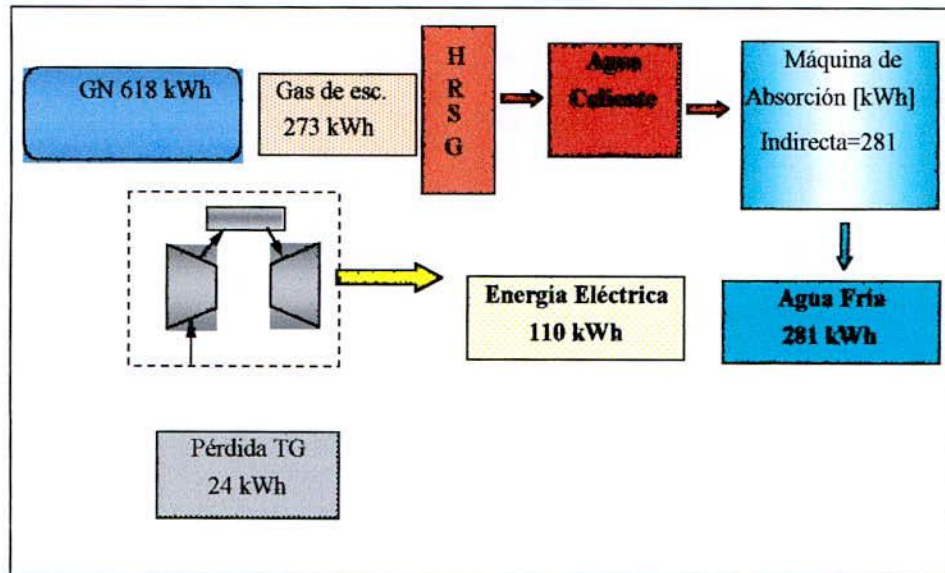 GN 618 kWh
Gas de esc.
273 kWh
H
R
S
G
Agua
Caliente
Máquina de
Absorción [kWh]
Indirecta=281
Energia Eléctrica
110 kWh
Agua Fría
281 kWh
Pérdida TG
24 kWh